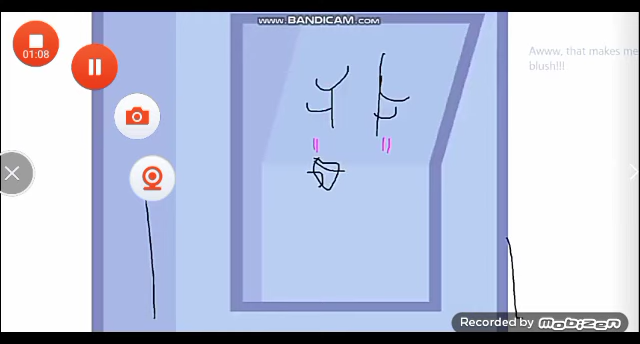 WWW.BANDICAM.COM
01:08
Awww, that makes me
blush!!!
Recorded by mobizen